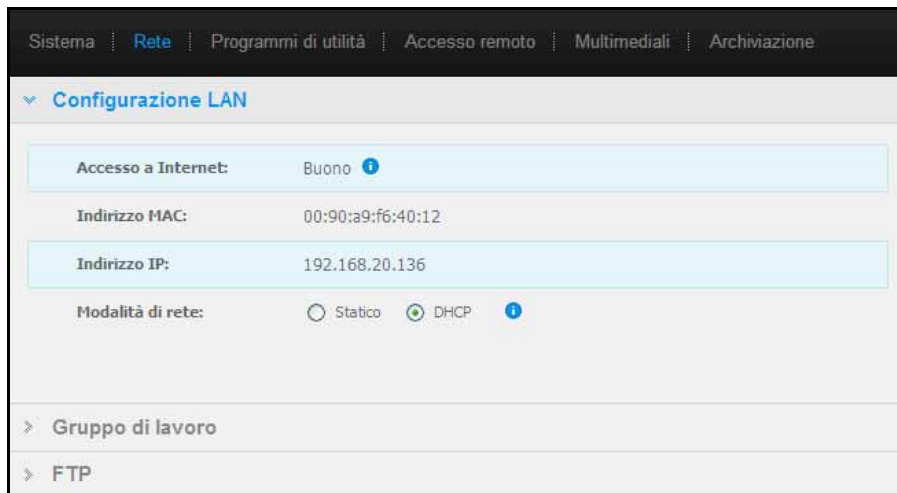 Sistema Rete Programmi di utilità Accesso remoto Multimediali Archiviazione
Configurazione LAN
Accesso a Internet: Buono
Indirizzo MAC: 00:90:a9:f6:40:12
Indirizzo IP: 192.168.20.136
Modalità di rete: Statico DHCP
Gruppo di lavoro
FTP